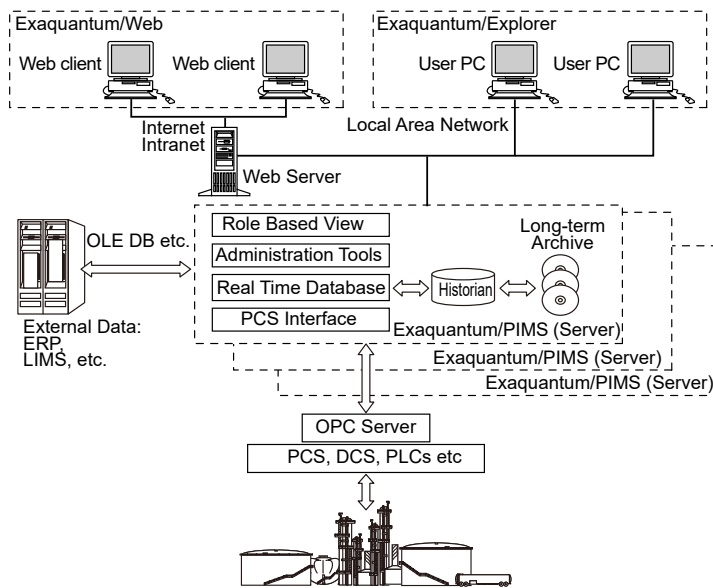 Exaquantum/Web
Exaquantum/Explorer
Web client
Web client
User PC
User PC
Internet
Intranet
Local Area Network
Web Server
OLE DB etc.
Role Based View
Administration Tools
Real Time Database
PCS Interface
Historian
Long-term
Archive
Exaquantum/PIMS (Server)
Exaquantum/PIMS (Server)
Exaquantum/PIMS (Server)
External Data:
ERP,
LIMS, etc.
OPC Server
PCS, DCS, PLCs etc